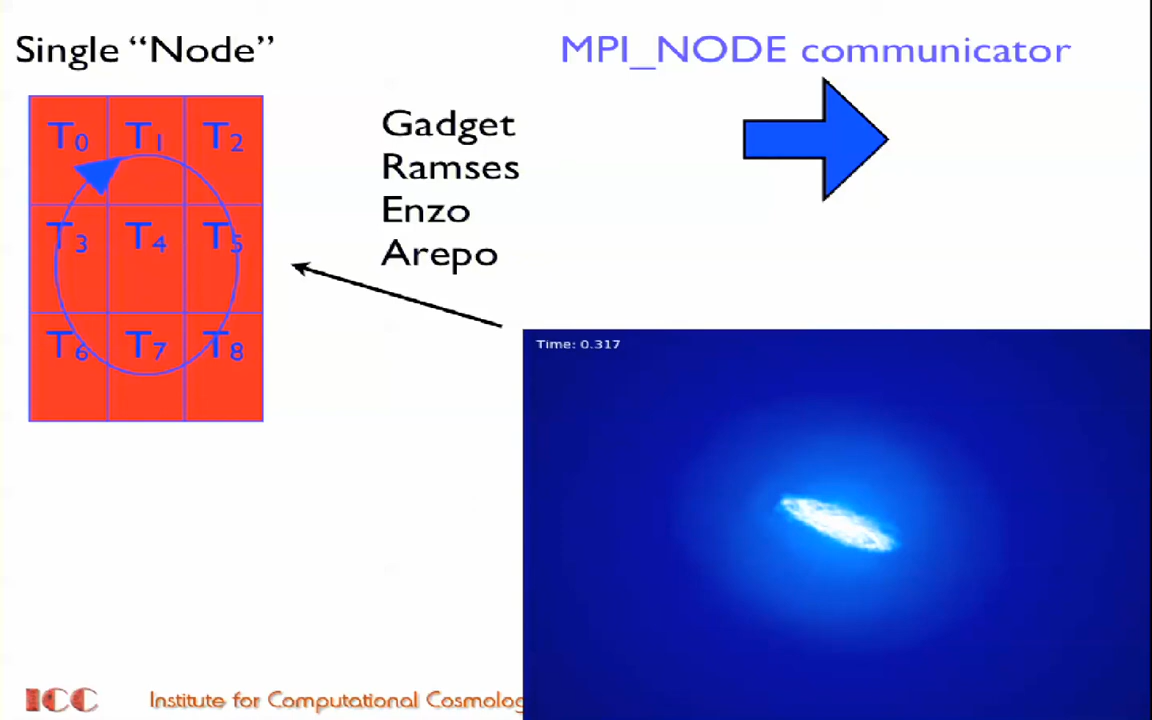 Single “Node”
MPI_NODE communicator
T0 T1 T2
T3 T4 T5
T6 T7 T8
Gadget
Ramses
Enzo
Arepo
Time: 0.317
ICC
Institute for Computational Cosmolog